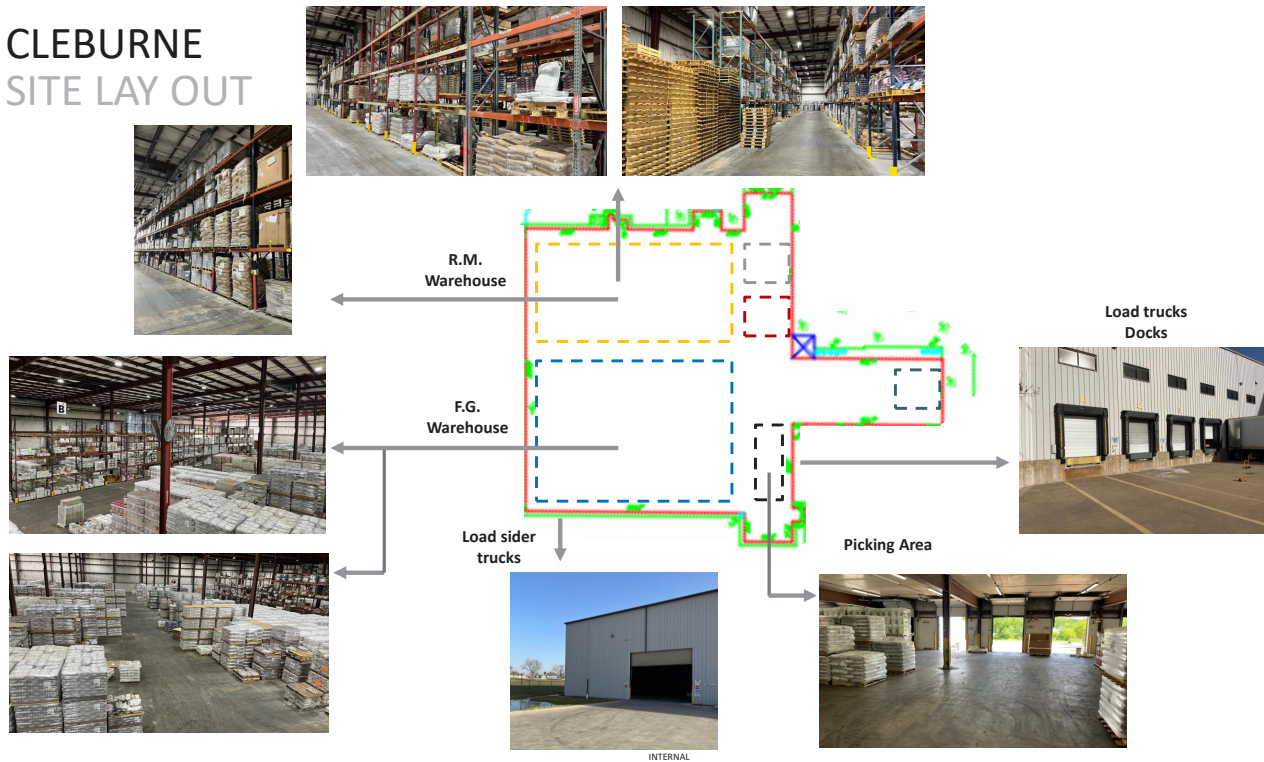 CLEBURNE
SITE LAY OUT
R.M.
Warehouse
Load trucks
Docks
B
F.G.
Warehouse
Load sider
trucks
Picking Area
INTERNAL